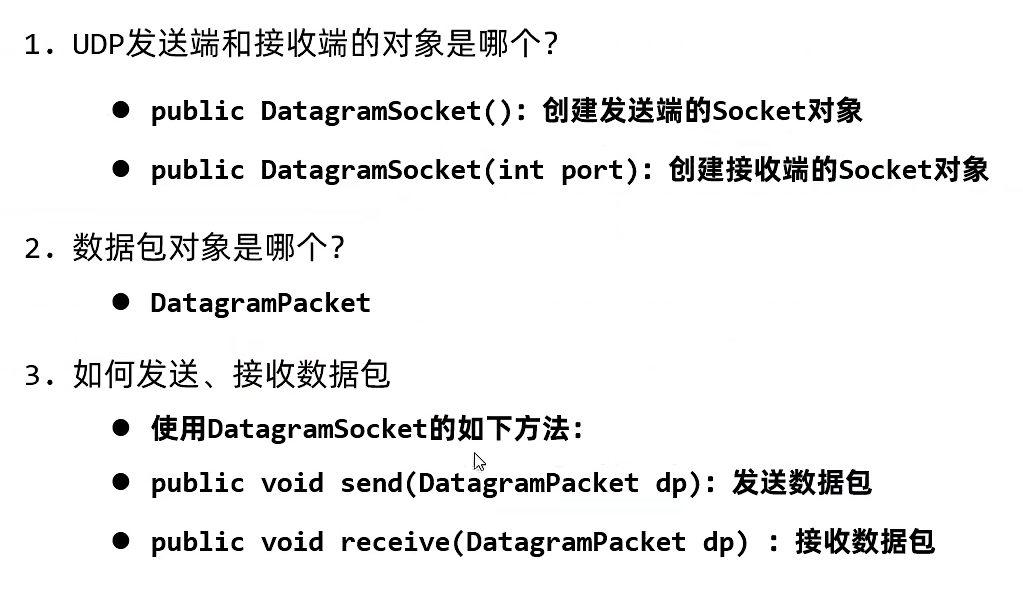 1. UDP发送端和接收端的对象是哪个?
● public DatagramSocket(): 创建发送端的Socket对象
● public DatagramSocket(int port): 创建接收端的Socket对象
2. 数据包对象是哪个?
● DatagramPacket
3. 如何发送、接收数据包
● 使用DatagramSocket的如下方法:
● public void send(DatagramPacket dp): 发送数据包
● public void receive(DatagramPacket dp) : 接收数据包